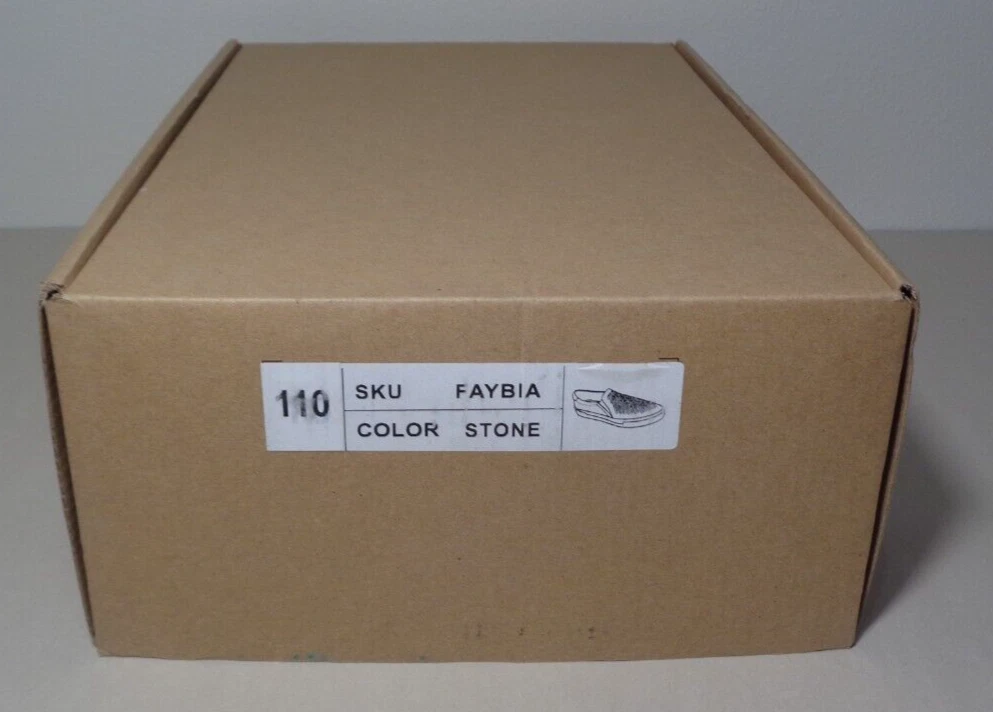 110
SKU FAYBIA
COLOR STONE